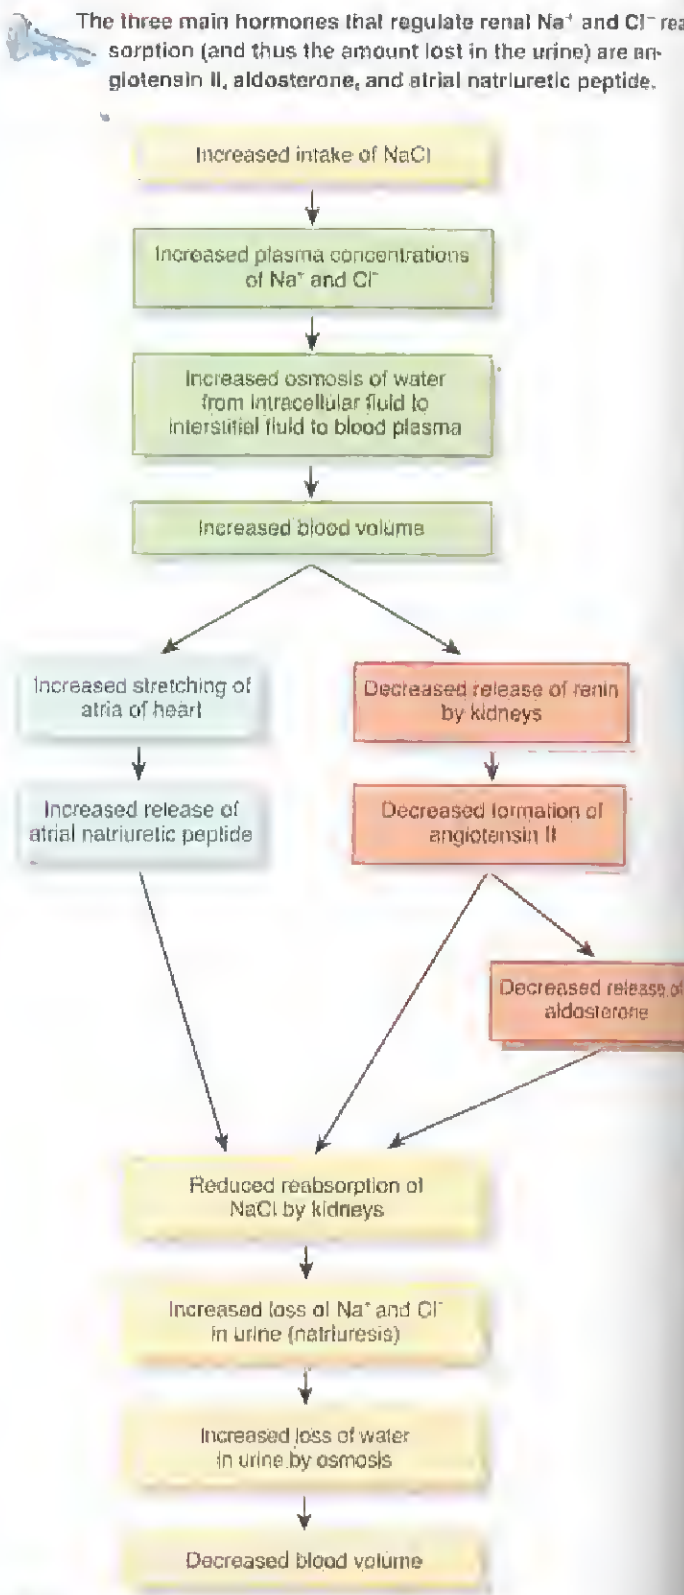 The three main hormones that regulate renal Na⁺ and Cl⁻ rea
sorption (and thus the amount lost in the urine) are an-
giotensin II, aldosterone, and atrial natriuretic peptide.
Increased intake of NaCl
Increased plasma concentrations
of Na⁺ and Cl⁻
Increased osmosis of water
from intracellular fluid to
interstitial fluid to blood plasma
Increased blood volume
Increased stretching of
atria of heart
Decreased release of renin
by kidneys
Increased release of
atrial natriuretic peptide
Decreased formation of
angiotensin II
Decreased release of
aldosterone
Reduced reabsorption of
NaCl by kidneys
Increased loss of Na⁺ and Cl⁻
in urine (natriuresis)
Increased loss of water
in urine by osmosis
Decreased blood volume